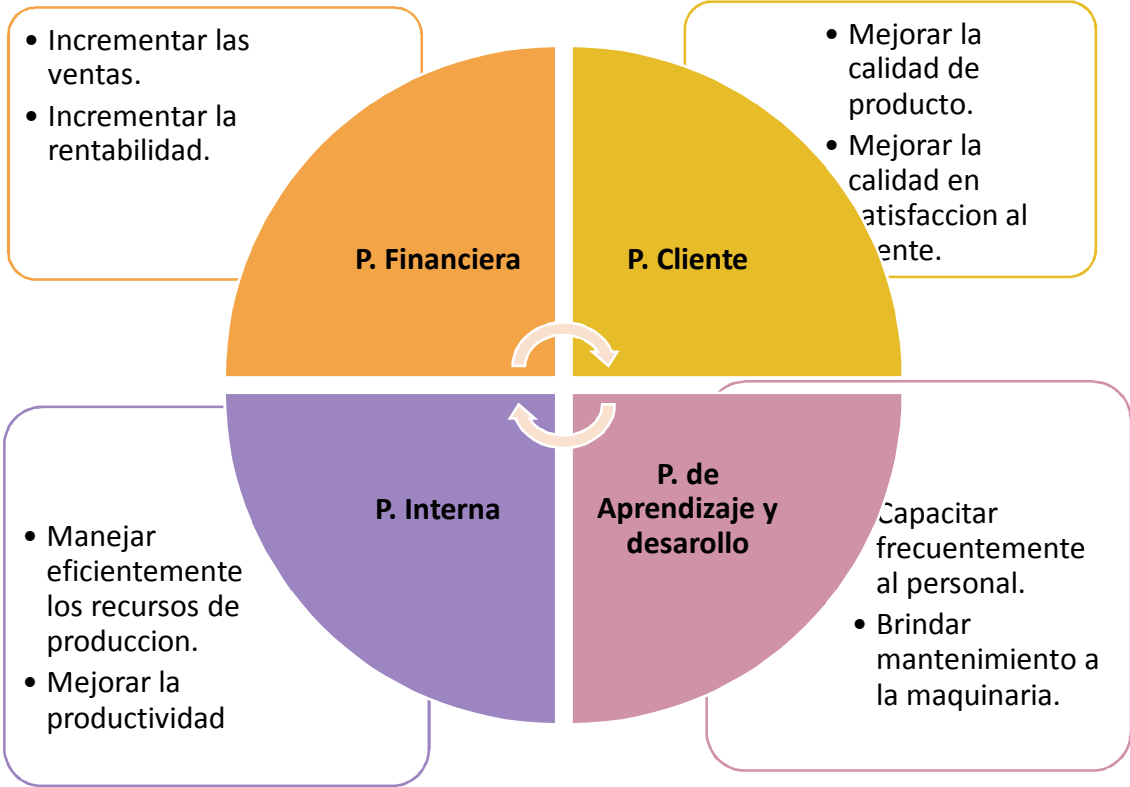 • Incrementar las
ventas.
• Incrementar la
rentabilidad.
• Mejorar la
calidad de
producto.
• Mejorar la
calidad en
atisfaccion al
ente.
P. Financiera
P. Cliente
P. Interna
P. de
Aprendizaje y
desarollo
• Manejar
eficientemente
los recursos de
produccion.
• Mejorar la
productividad
Capacitar
frecuentemente
al personal.
• Brindar
mantenimiento a
la maquinaria.